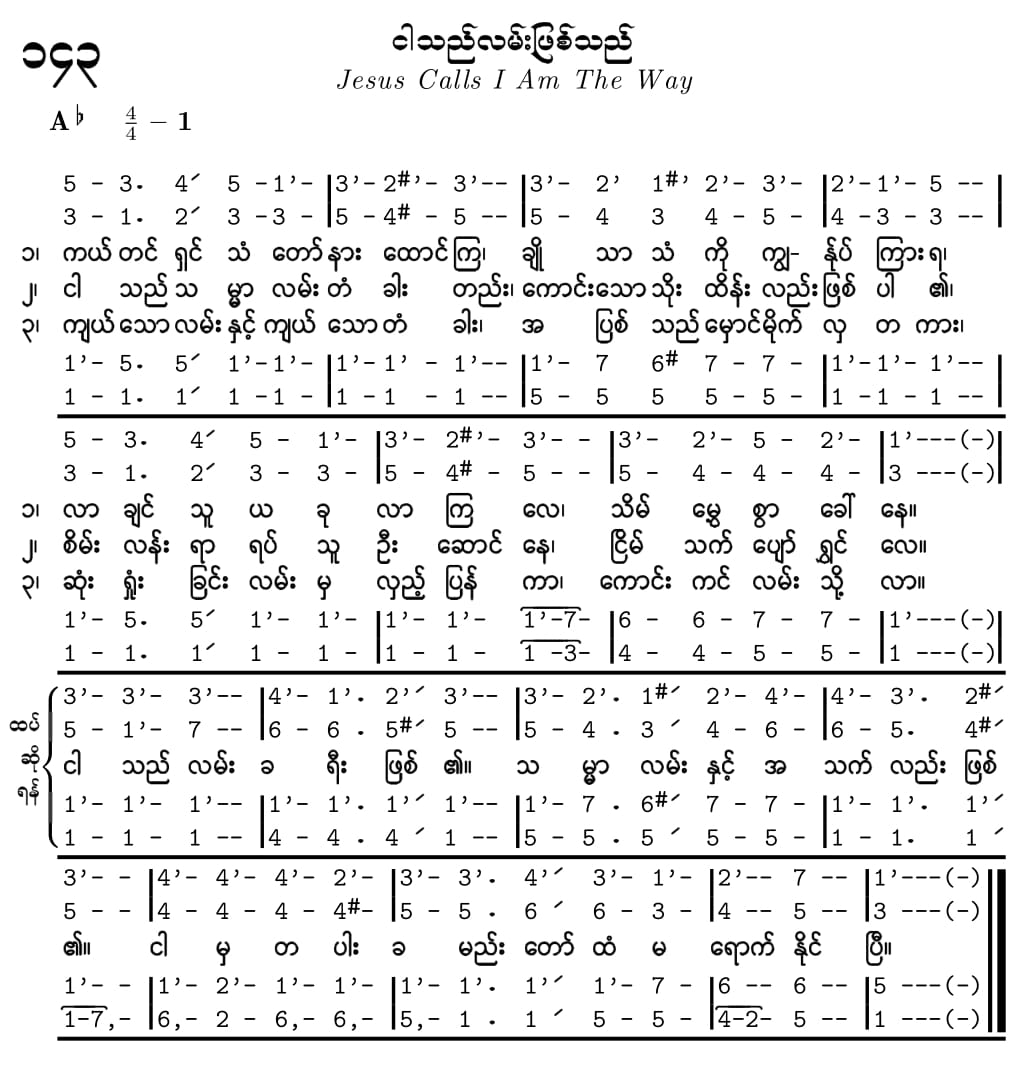 ၁၄၃
ငါသည်လမ်းဖြစ်သည်
Jesus Calls I Am The Way
A♭ 4/4 – 1
5 – 3. 4ˊ 5 –1’– |3’– 2#’– 3’–– |3’– 2’ 1#’ 2’– 3’– |2’–1’– 5 –– |
3 – 1. 2ˊ 3 –3 – |5 – 4# – 5 –– |5 – 4 3 4 – 5 – |4 –3 – 3 –– |
၁၊ ကယ် တင် ရှင် သံ တော် နား ထောင် ကြ၊ ချို သာ သံ ကို ကျွ- န်ုပ် ကြား ရ၊
၂၊ ငါ သည် သ မ္မာ လမ်း တံ ခါး တည်း၊ ကောင်း သော သိုး ထိန်း လည်း ဖြစ် ပါ ၏၊
၃၊ ကျယ် သော လမ်း နှင့် ကျယ် သော တံ ခါး၊ အ ပြစ် သည် မှောင် မိုက် လှ တ ကား၊
1’– 5. 5ˊ 1’–1’– |1’– 1’ – 1’–– |1’– 7 6# 7 – 7 – |1’–1’– 1’–– |
1 – 1. 1ˊ 1 –1 – |1 – 1 – 1 –– |5 – 5 5 5 – 5 – |1 –1 – 1 –– |
5 – 3. 4ˊ 5 – 1’– |3’– 2#’– 3’– – |3’– 2’– 5 – 2’– |1’–––(–)|
3 – 1. 2ˊ 3 – 3 – |5 – 4# – 5 – – |5 – 4 – 4 – 4 – |3 –––(–)|
၁၊ လာ ချင် သူ ယ ခု လာ ကြ လေ၊ သိမ် မွေ့ စွာ ခေါ် နေ။
၂၊ စိမ်း လန်း ရာ ရပ် သူ ဦး ဆောင် နေ၊ ငြိမ် သက် ပျော် ရွှင် လေ။
၃၊ ဆုံး ရှုံး ခြင်း လမ်း မှ လှည့် ပြန် ကာ၊ ကောင်း ကင် လမ်း သို့ လာ။
1’– 5. 5ˊ 1’– 1’– |1’– 1’– 1’–7– |6 – 6 – 7 – 7 – |1’–––(–)|
1 – 1. 1ˊ 1 – 1 – |1 – 1 – 1 –3– |4 – 4 – 5 – 5 – |1 –––(–)|
ထပ် ဆို ရန်
3’– 3’– 3’–– |4’– 1’. 2’ˊ 3’–– |3’– 2’. 1#ˊ 2’– 4’– |4’– 3’. 2#ˊ
5 – 1’– 7 –– |6 – 6 . 5#ˊ 5 –– |5 – 4 . 3 ˊ 4 – 6 – |6 – 5. 4#ˊ
ငါ သည် လမ်း ခ ရီး ဖြစ် ၏။ သ မ္မာ လမ်း နှင့် အ သက် လည်း ဖြစ်
1’– 1’– 1’–– |1’– 1’. 1’ˊ 1’–– |1’– 7 . 6#ˊ 7 – 7 – |1’– 1’. 1’ˊ
1 – 1 – 1 –– |4 – 4 . 4 ˊ 1 –– |5 – 5 . 5 ˊ 5 – 5 – |1 – 1. 1 ˊ
3’– – |4’– 4’– 4’– 2’– |3’– 3’. 4’ˊ 3’– 1’– |2’–– 7 –– |1’–––(–)
5 – – |4 – 4 – 4 – 4#– |5 – 5 . 6 ˊ 6 – 3 – |4 –– 5 –– |3 –––(–)
၏။ ငါ မှ တ ပါး ခ မည်း တော် ထံ မ ရောက် နိုင် ပြီ။
1’– – |1’– 2’– 1’– 1’– |1’– 1’. 1’ˊ 1’– 7 – |6 –– 6 –– |5 –––(–)
1–7,– |6,– 2 – 6,– 6,– |5,– 1 . 1 ˊ 5 – 5 – |4–2– 5 –– |1 –––(–)